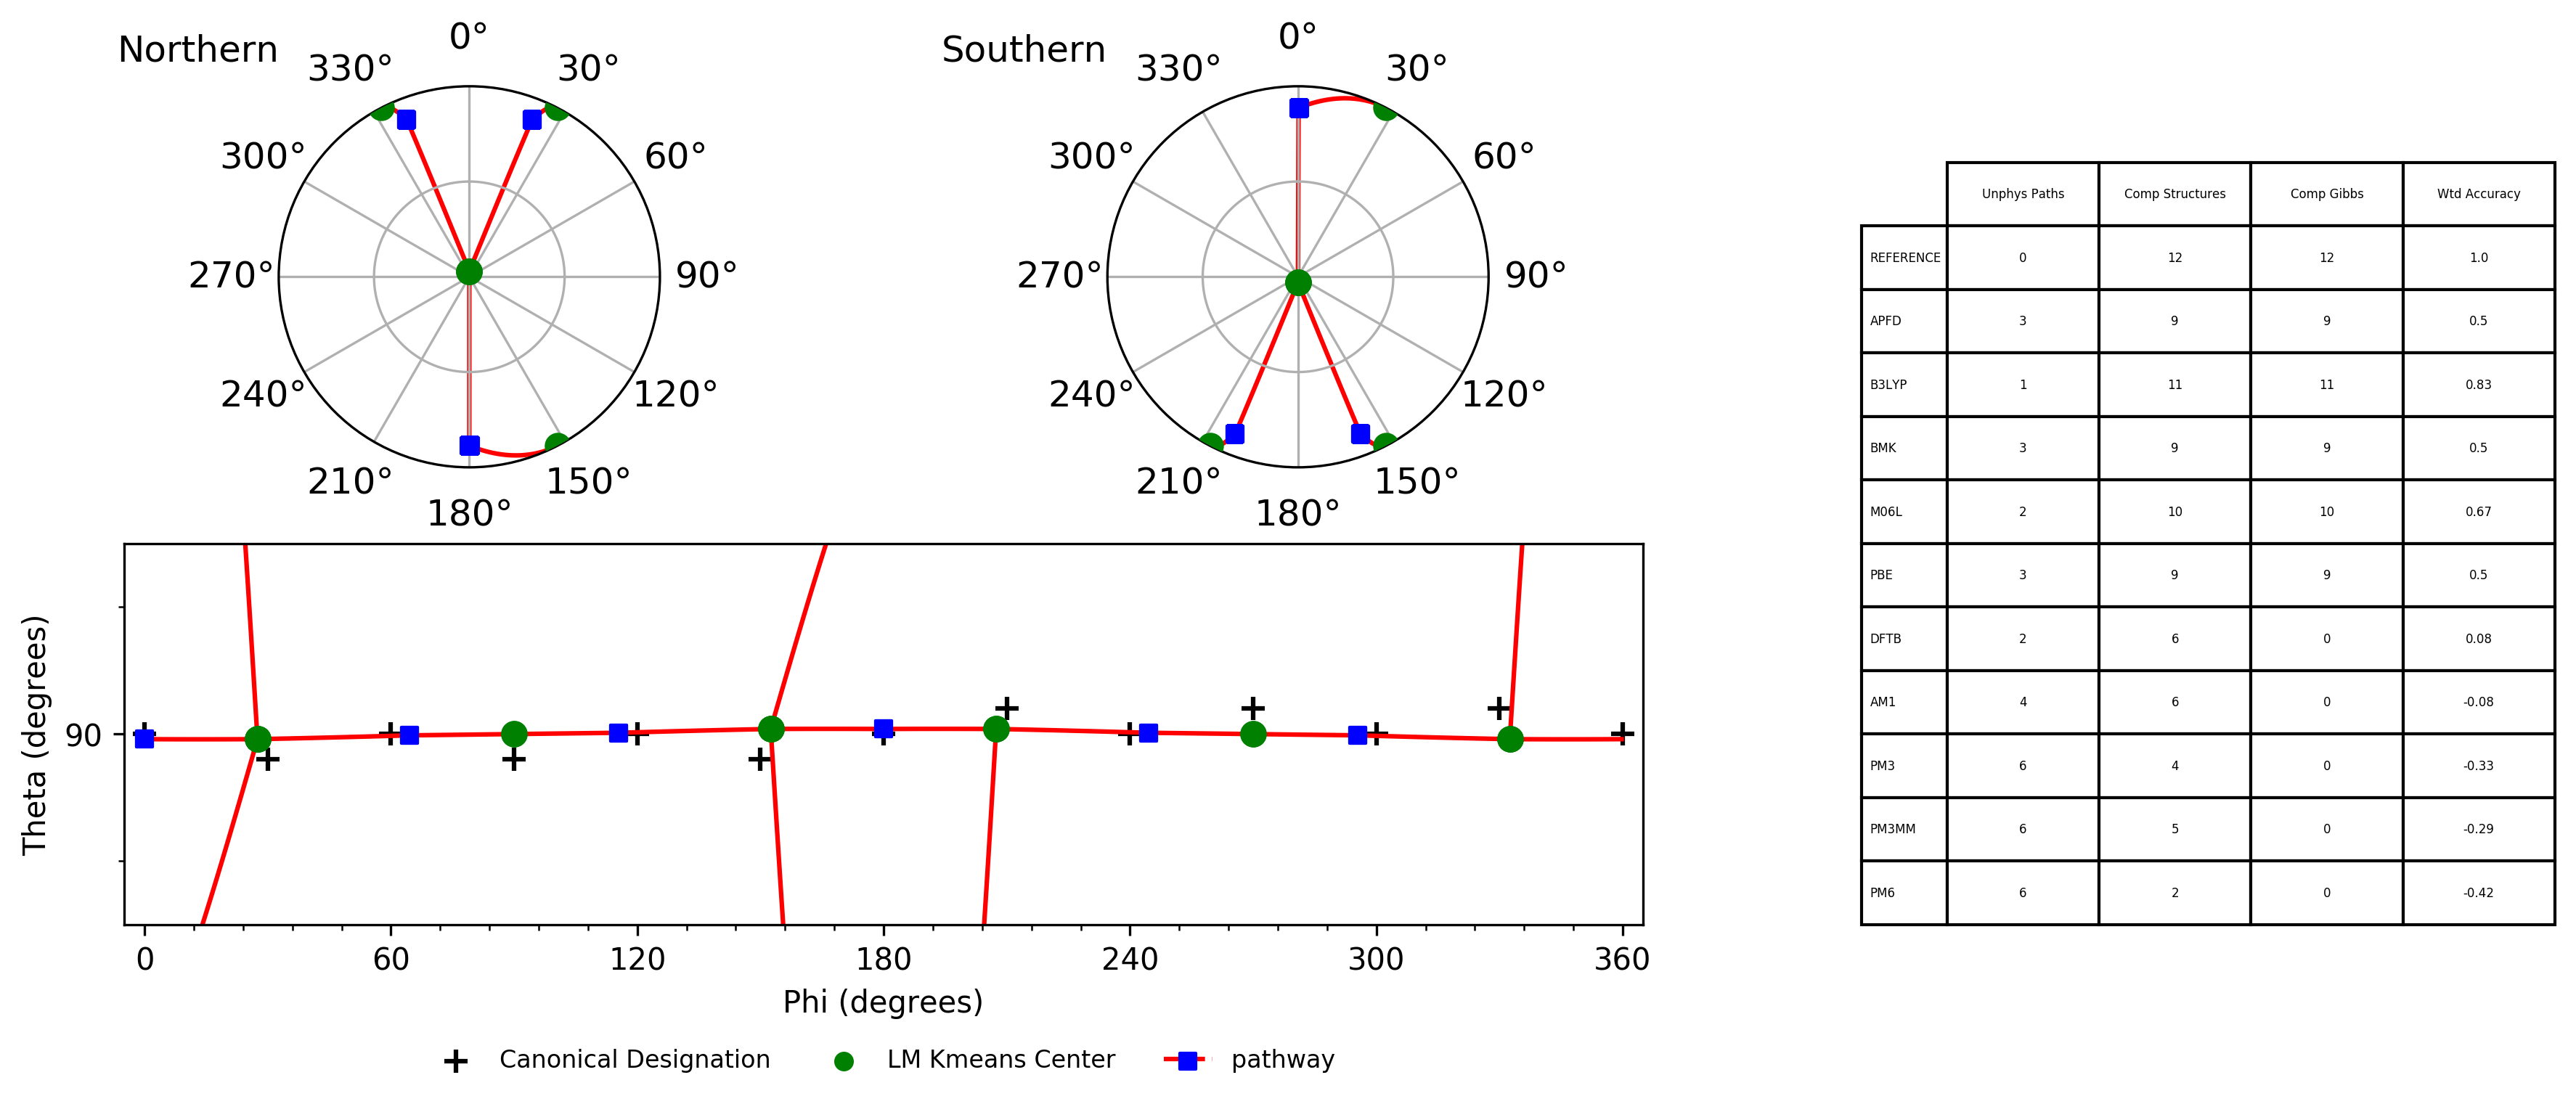 Northern
0°
330°
30°
300°
60°
270°
90°
240°
120°
210°
150°
180°
Southern
0°
330°
30°
300°
60°
270°
90°
240°
120°
210°
150°
180°
Theta (degrees)
90
0 60 120 180 240 300 360
Phi (degrees)
Canonical Designation LM Kmeans Center pathway
Unphys Paths Comp Structures Comp Gibbs Wtd Accuracy
REFERENCE 0 12 12 1.0
APFD 3 9 9 0.5
B3LYP 1 11 11 0.83
BMK 3 9 9 0.5
M06L 2 10 10 0.67
PBE 3 9 9 0.5
DFTB 2 6 0 0.08
AM1 4 6 0 -0.08
PM3 6 4 0 -0.33
PM3MM 6 5 0 -0.29
PM6 6 2 0 -0.42